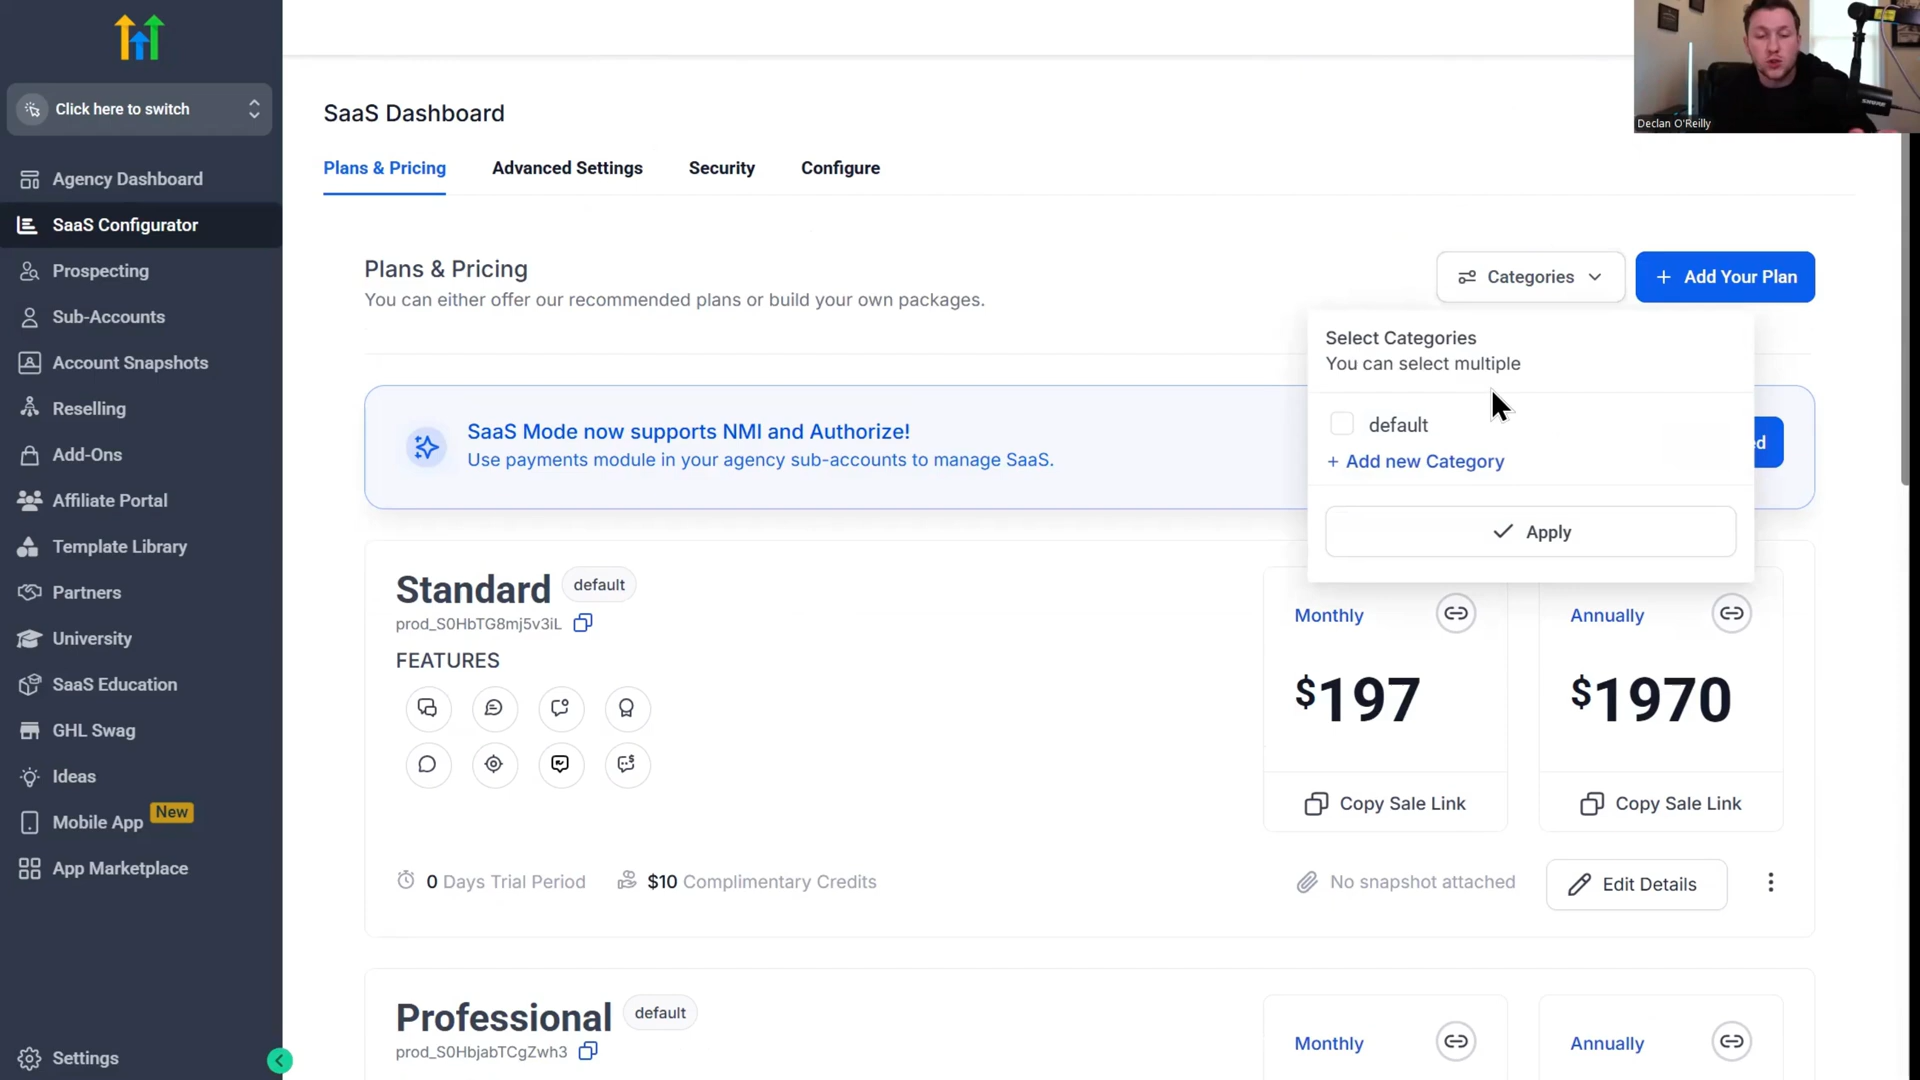 Click here to switch
Agency Dashboard
SaaS Configurator
Prospecting
Sub-Accounts
Account Snapshots
Reselling
Add-Ons
Affiliate Portal
Template Library
Partners
University
SaaS Education
GHL Swag
Ideas
Mobile App New
App Marketplace
Settings
Declan O'Reilly
SaaS Dashboard
Plans & Pricing
Advanced Settings
Security
Configure
Plans & Pricing
You can either offer our recommended plans or build your own packages.
Categories
+ Add Your Plan
Select Categories
You can select multiple
default
+ Add new Category
Apply
SaaS Mode now supports NMI and Authorize!
Use payments module in your agency sub-accounts to manage SaaS.
ed
Standard default
prod_S0HbTG8mj5v3iL
FEATURES
Monthly
$197
Copy Sale Link
Annually
$1970
Copy Sale Link
0 Days Trial Period
$10 Complimentary Credits
No snapshot attached
Edit Details
Professional default
prod_S0HbjabTCgZwh3
Monthly
Annually